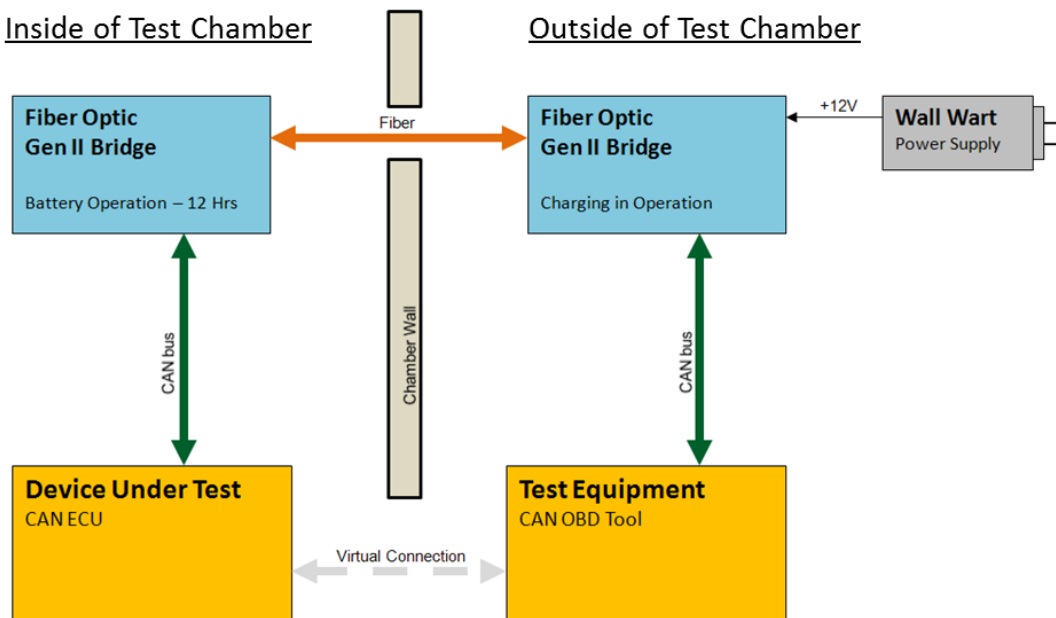 Inside of Test Chamber
Outside of Test Chamber
Fiber Optic
Gen II Bridge
Battery Operation – 12 Hrs
Fiber
Fiber Optic
Gen II Bridge
Charging in Operation
+12V
Wall Wart
Power Supply
CAN bus
Chamber Wall
CAN bus
Device Under Test
CAN ECU
Virtual Connection
Test Equipment
CAN OBD Tool